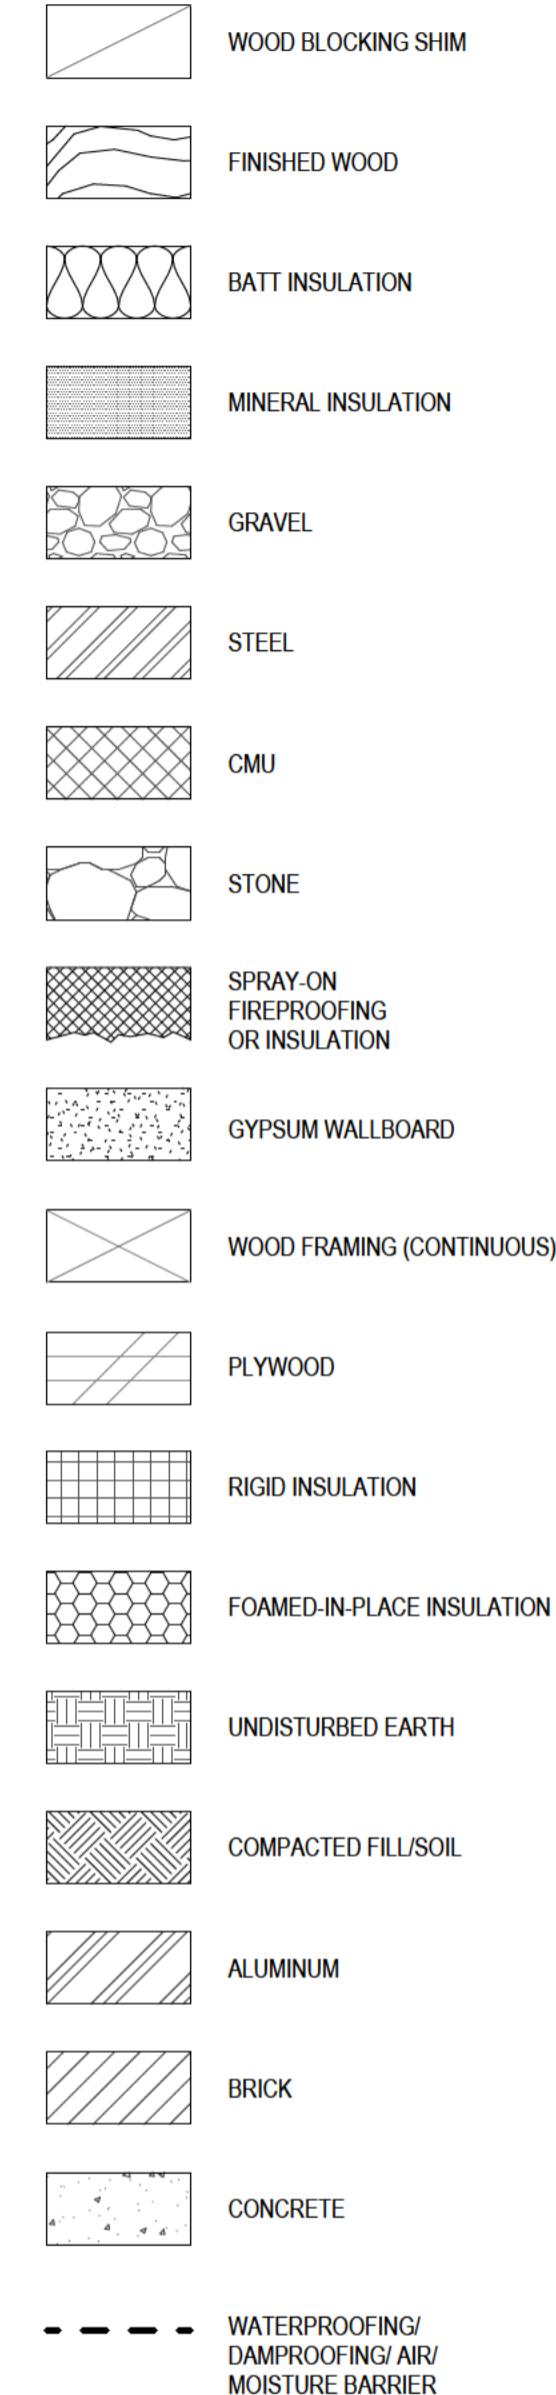 WOOD BLOCKING SHIM
FINISHED WOOD
BATT INSULATION
MINERAL INSULATION
GRAVEL
STEEL
CMU
STONE
SPRAY-ON
FIREPROOFING
OR INSULATION
GYPSUM WALLBOARD
WOOD FRAMING (CONTINUOUS)
PLYWOOD
RIGID INSULATION
FOAMED-IN-PLACE INSULATION
UNDISTURBED EARTH
COMPACTED FILL/SOIL
ALUMINUM
BRICK
CONCRETE
WATERPROOFING/
DAMPROOFING/ AIR/
MOISTURE BARRIER